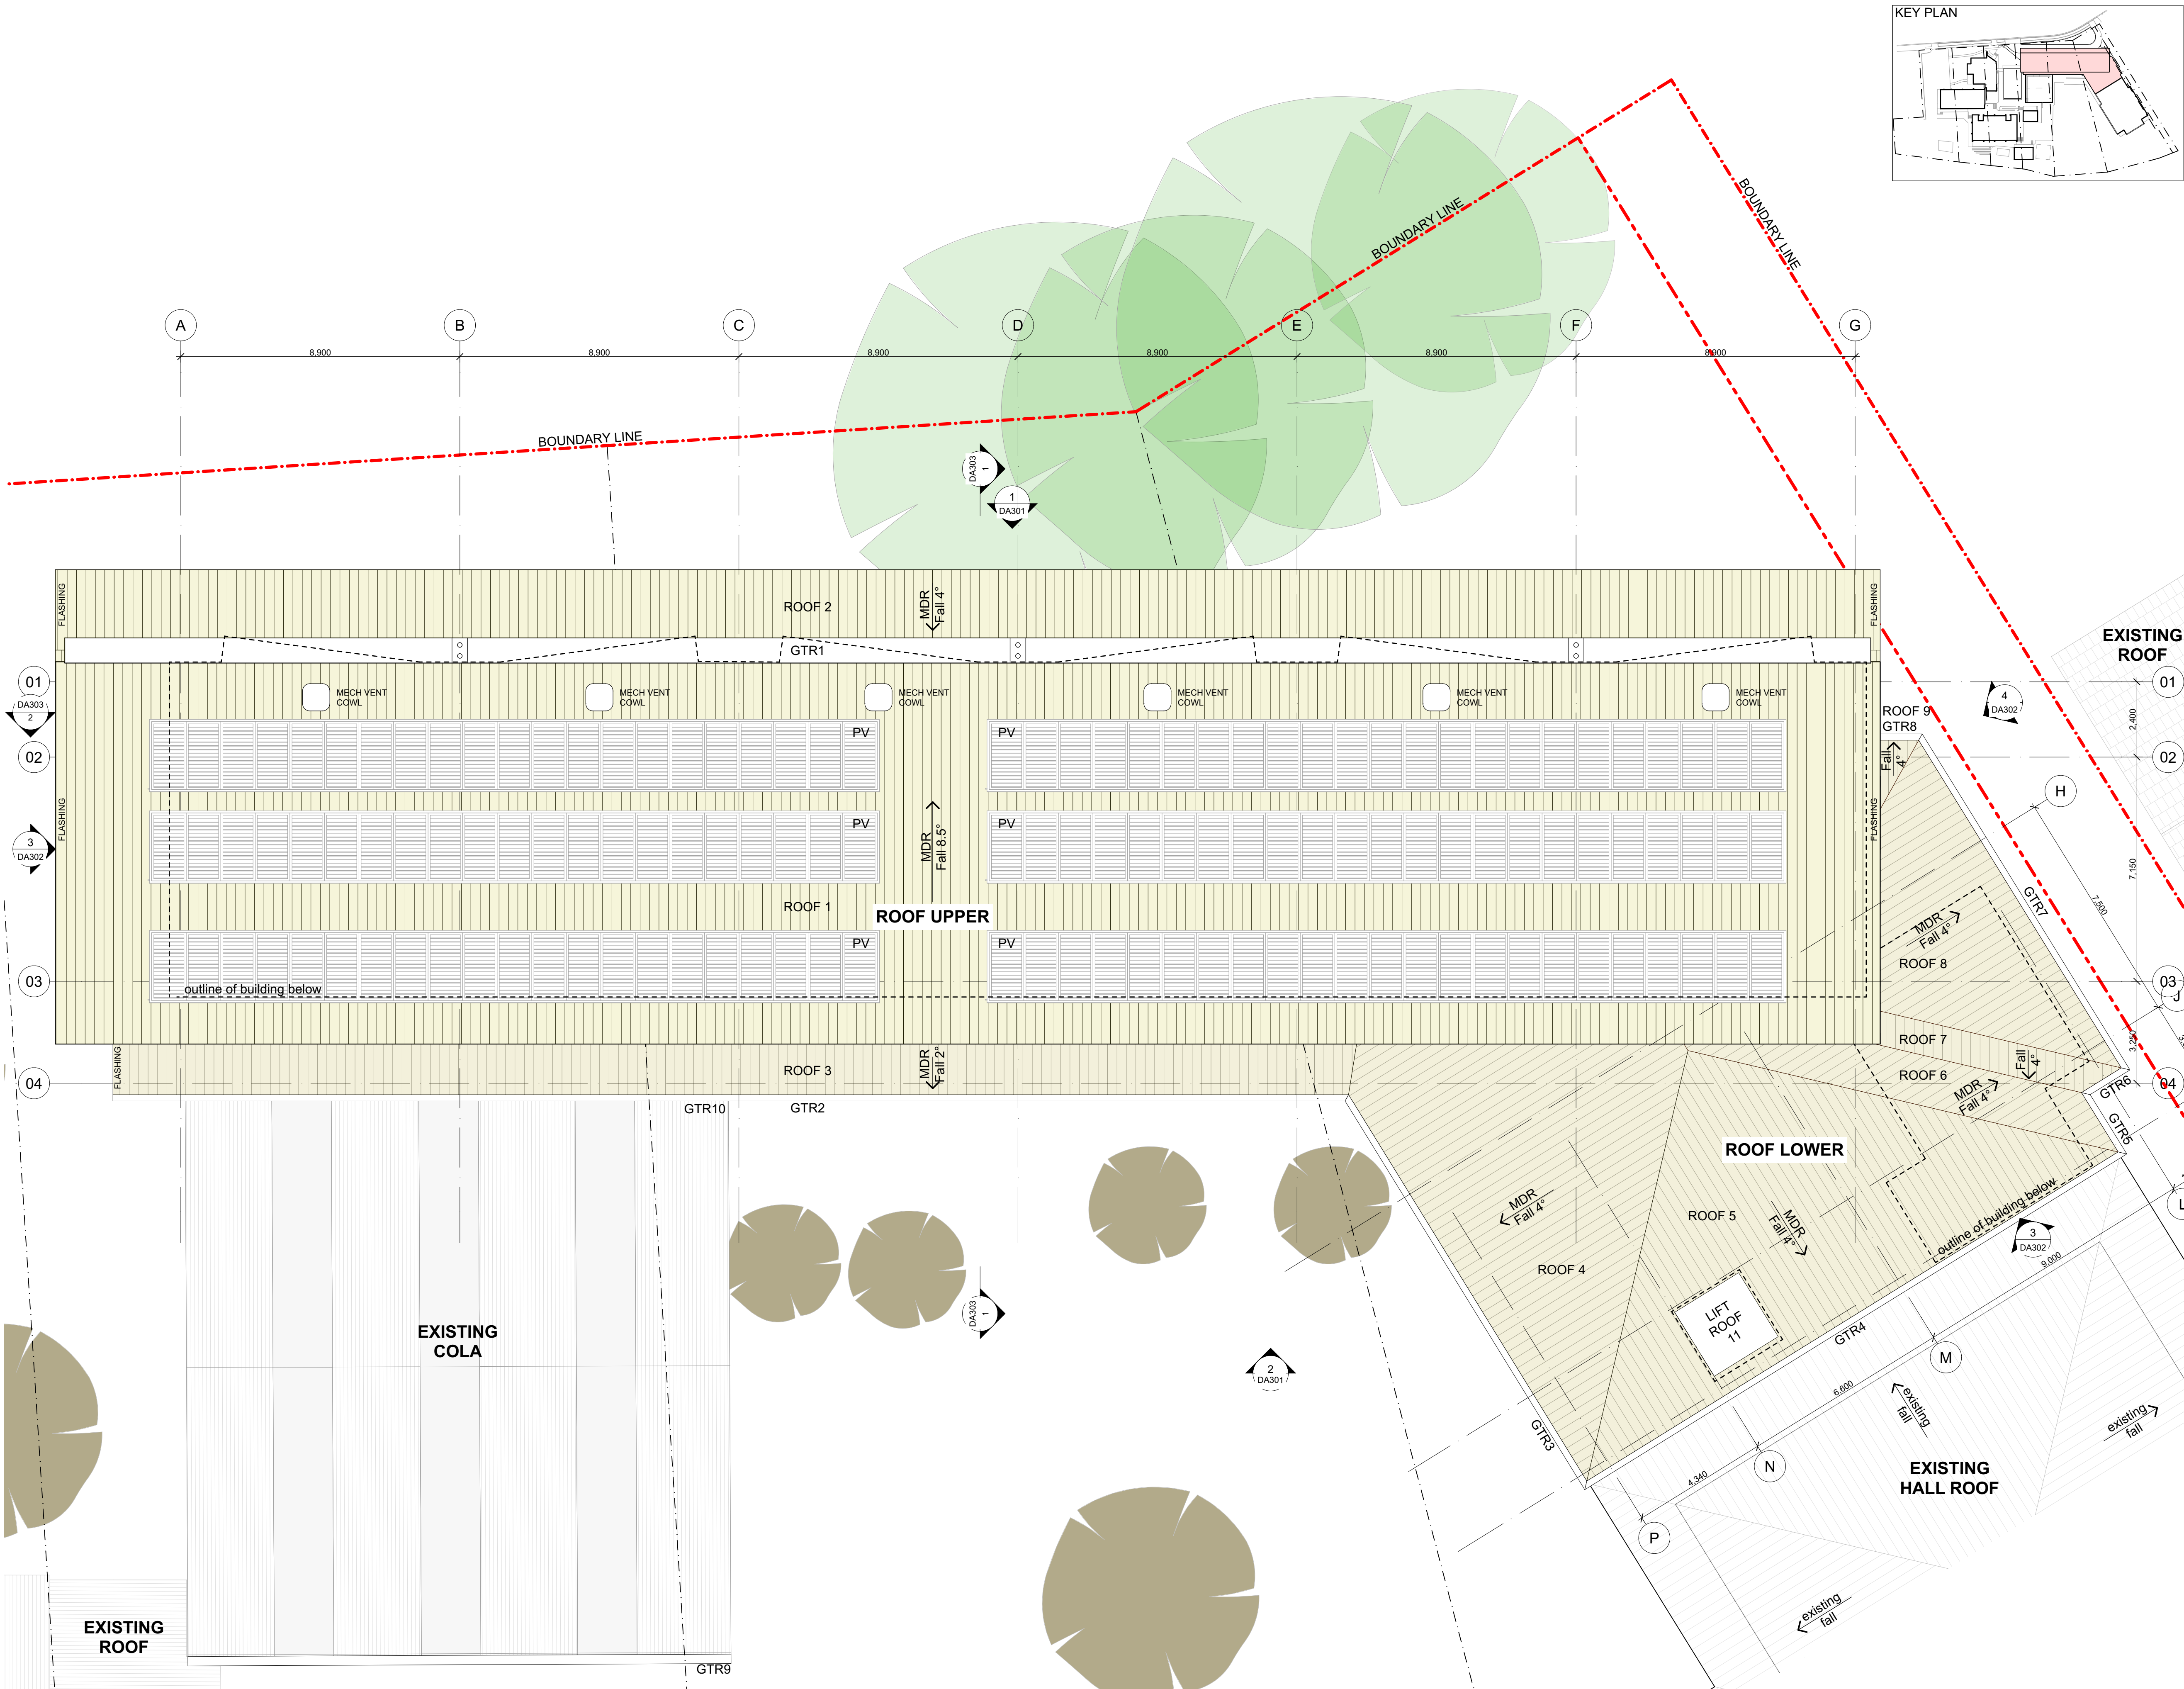 KEY PLAN
BOUNDARY LINE
BOUNDARY LINE
BOUNDARY LINE
A
B
C
D
E
F
G
8,900
8,900
8,900
8,900
8,900
8,900
DA303
1
1
DA301
FLASHING
ROOF 2
MDR
Fall 4°
FLASHING
GTR1
EXISTING
ROOF
01
DA303
2
02
3
DA302
03
04
MECH VENT
COWL
MECH VENT
COWL
MECH VENT
COWL
MECH VENT
COWL
MECH VENT
COWL
MECH VENT
COWL
PV
PV
PV
PV
PV
PV
FLASHING
MDR
Fall 8.5°
ROOF 1
ROOF UPPER
outline of building below
FLASHING
ROOF 9
GTR8
Fall
4°
4
DA302
01
2,400
02
H
7,150
7,500
GTR7
MDR
Fall 4°
ROOF 8
03
J
3,250
04
ROOF 7
Fall
4°
ROOF 6
MDR
Fall 4°
GTR6
GTR5
FLASHING
ROOF 3
MDR
Fall 2°
GTR10
GTR2
ROOF LOWER
MDR
Fall 4°
ROOF 5
MDR
Fall 4°
outline of building below
L
3
DA302
9,000
ROOF 4
LIFT
ROOF
11
GTR4
M
GTR3
6,600
existing
fall
existing
fall
N
4,340
EXISTING
HALL ROOF
P
existing
fall
EXISTING
COLA
DA303
1
2
DA301
EXISTING
ROOF
GTR9